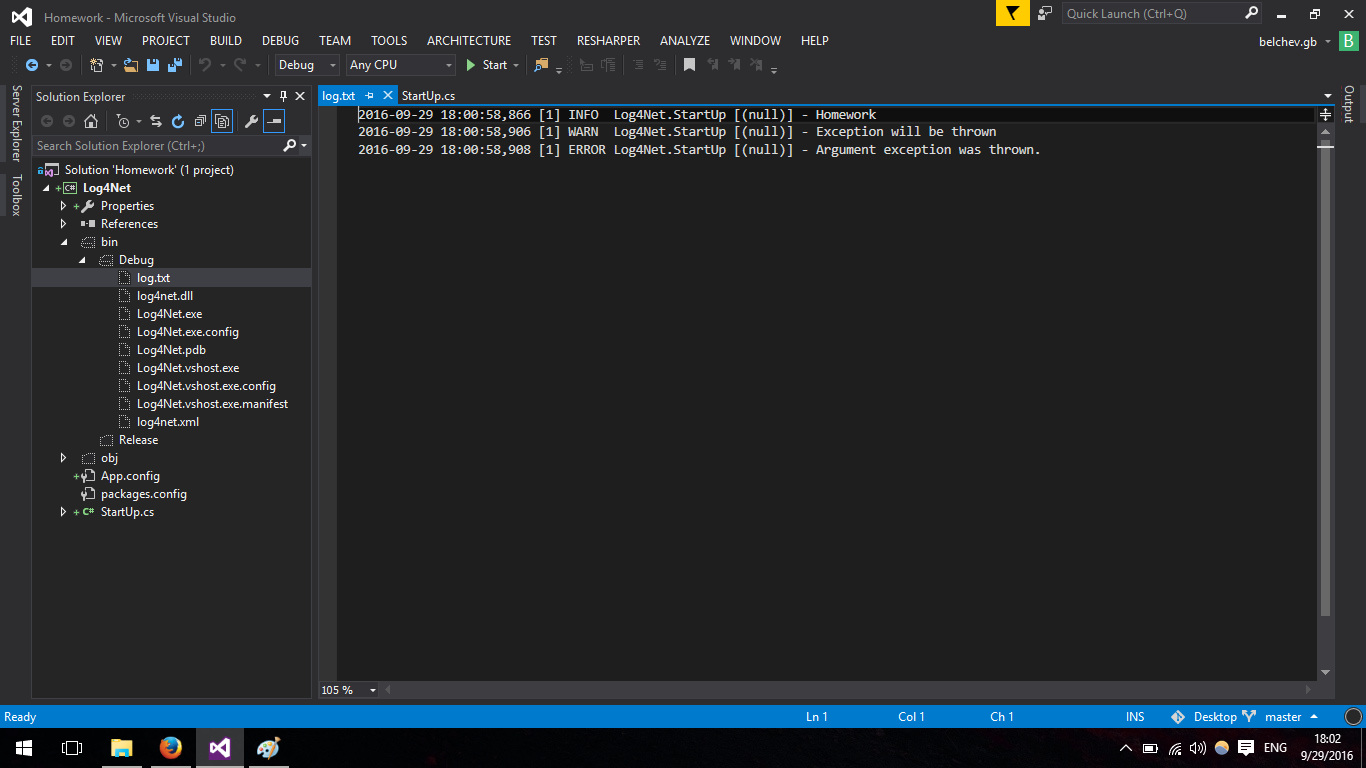 Homework - Microsoft Visual Studio
Quick Launch (Ctrl+Q)
FILE EDIT VIEW PROJECT BUILD DEBUG TEAM TOOLS ARCHITECTURE TEST RESHARPER ANALYZE WINDOW HELP
belchev.gb B
Debug Any CPU Start
Server Explorer
Toolbox
Solution Explorer
Search Solution Explorer (Ctrl+;)
Solution 'Homework' (1 project)
C# Log4Net
Properties
References
bin
Debug
log.txt
log4net.dll
Log4Net.exe
Log4Net.exe.config
Log4Net.pdb
Log4Net.vshost.exe
Log4Net.vshost.exe.config
Log4Net.vshost.exe.manifest
log4net.xml
Release
obj
App.config
packages.config
C# StartUp.cs
log.txt StartUp.cs
2016-09-29 18:00:58,866 [1] INFO  Log4Net.StartUp [(null)] - Homework
2016-09-29 18:00:58,906 [1] WARN  Log4Net.StartUp [(null)] - Exception will be thrown
2016-09-29 18:00:58,908 [1] ERROR Log4Net.StartUp [(null)] - Argument exception was thrown.
Output
105 %
Ready Ln 1 Col 1 Ch 1 INS Desktop master
ENG
18:02
9/29/2016